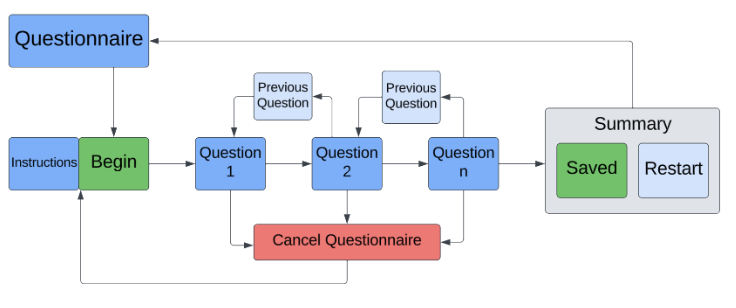 Questionnaire
Previous
Question
Previous
Question
Summary
Instructions
Begin
Question
1
Question
2
Question
n
Saved
Restart
Cancel Questionnaire